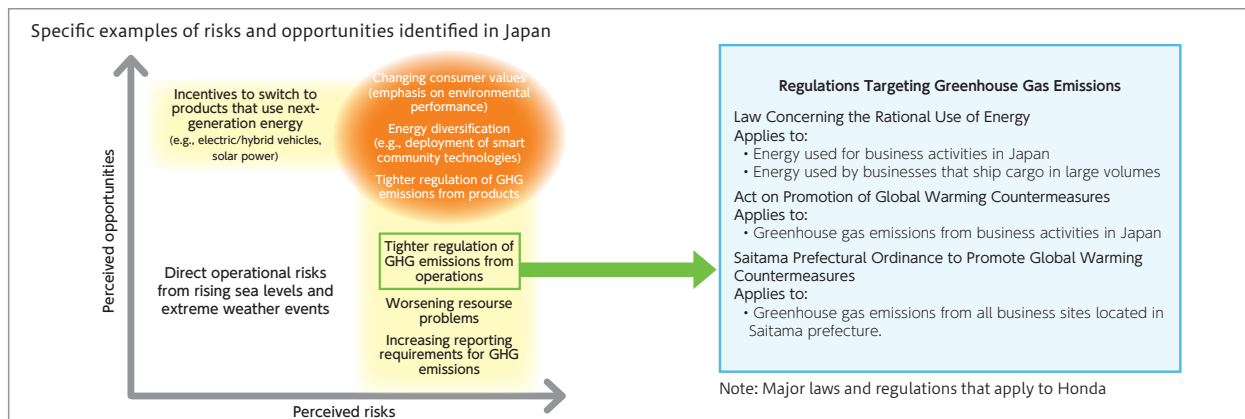 Specific examples of risks and opportunities identified in Japan
Perceived opportunities
Incentives to switch to
products that use next-
generation energy
(e.g., electric/hybrid vehicles,
solar power)
Changing consumer values
(emphasis on environmental
performance)
Energy diversification
(e.g., deployment of smart
community technologies)
Tighter regulation of GHG
emissions from products
Direct operational risks
from rising sea levels and
extreme weather events
Tighter regulation of
GHG emissions from
operations
Worsening resourse
problems
Increasing reporting
requirements for GHG
emissions
Perceived risks
Regulations Targeting Greenhouse Gas Emissions
Law Concerning the Rational Use of Energy
Applies to:
• Energy used for business activities in Japan
• Energy used by businesses that ship cargo in large volumes
Act on Promotion of Global Warming Countermeasures
Applies to:
• Greenhouse gas emissions from business activities in Japan
Saitama Prefectural Ordinance to Promote Global Warming
Countermeasures
Applies to:
• Greenhouse gas emissions from all business sites located in
Saitama prefecture.
Note: Major laws and regulations that apply to Honda